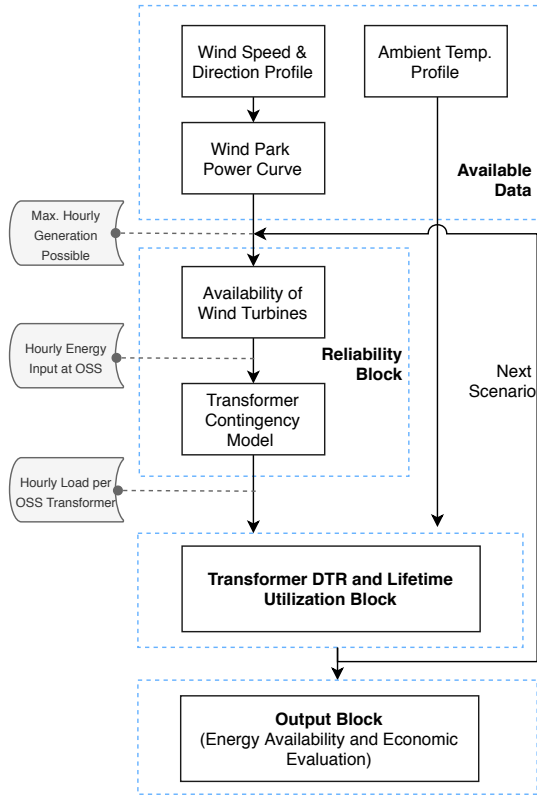 Wind Speed &
Direction Profile
Ambient Temp.
Profile
Wind Park
Power Curve
Available
Data
Max. Hourly
Generation
Possible
Availability of
Wind Turbines
Reliability
Block
Hourly Energy
Input at OSS
Next
Scenario
Transformer
Contingency
Model
Hourly Load per
OSS Transformer
Transformer DTR and Lifetime
Utilization Block
Output Block
(Energy Availability and Economic
Evaluation)